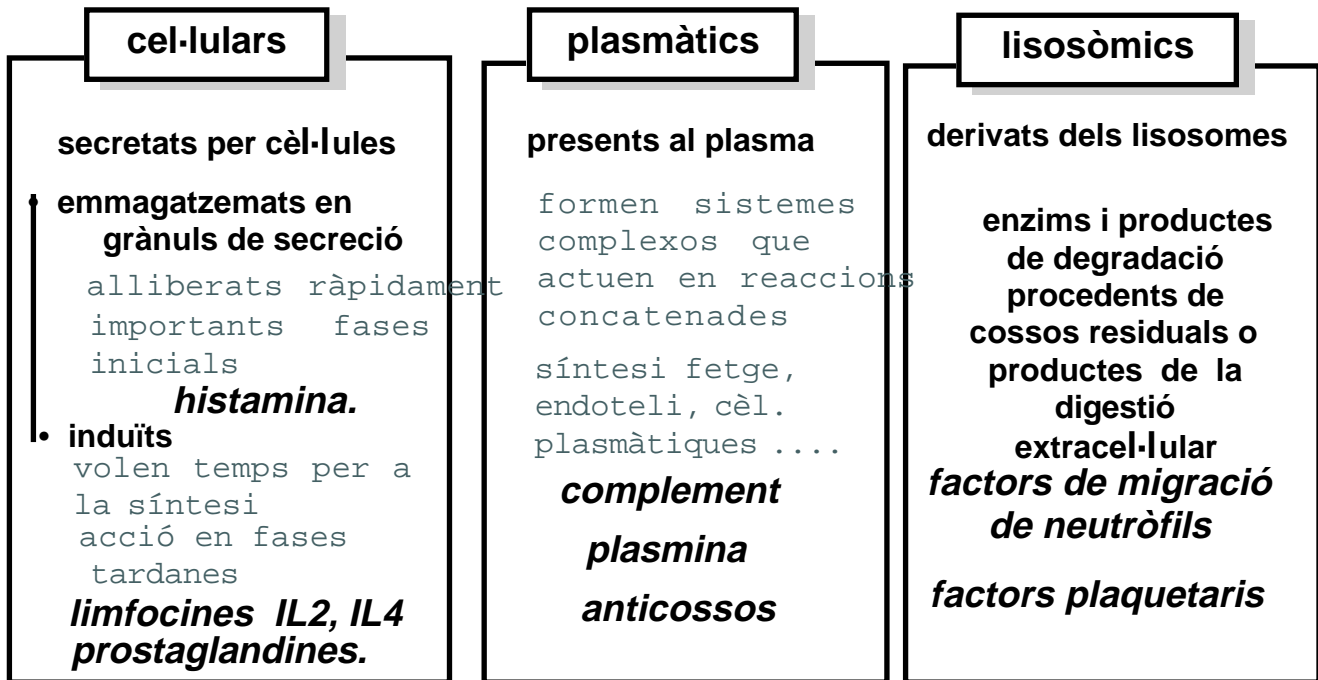 cel·lulars
secretats per cèl·lules
• emmagatzemats en
grànuls de secreció
alliberats ràpidament
importants fases
inicials
histamina.
• induïts
volen temps per a
la síntesi
acció en fases
tardanes
limfocines IL2, IL4
prostaglandines.
plasmàtics
presents al plasma
formen sistemes
complexos que
actuen en reaccions
concatenades
síntesi fetge,
endoteli, cèl.
plasmàtiques ....
complement
plasmina
anticossos
lisosòmics
derivats dels lisosomes
enzims i productes
de degradació
procedents de
cossos residuals o
productes de la
digestió
extracel·lular
factors de migració
de neutròfils
factors plaquetaris